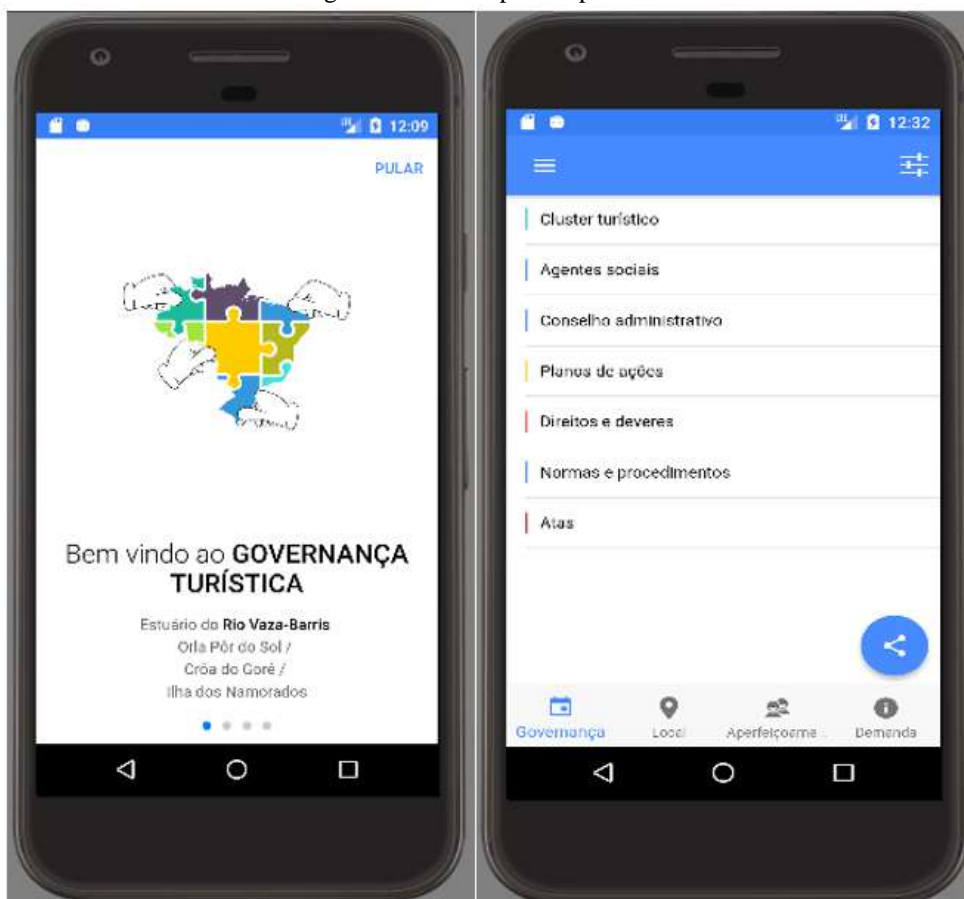 12:09
PULAR
Bem vindo ao GOVERNANÇA
TURÍSTICA
Estuário do Rio Vaza-Barris
Orla Pôr do Sol /
Cróa do Goré /
Ilha dos Namorados
12:32
Cluster turístico
Agentes sociais
Conselho administrativo
Planos de ações
Direitos e deveres
Normas e procedimentos
Atas
Governança
Local
Aperfeiçoame...
Demanda